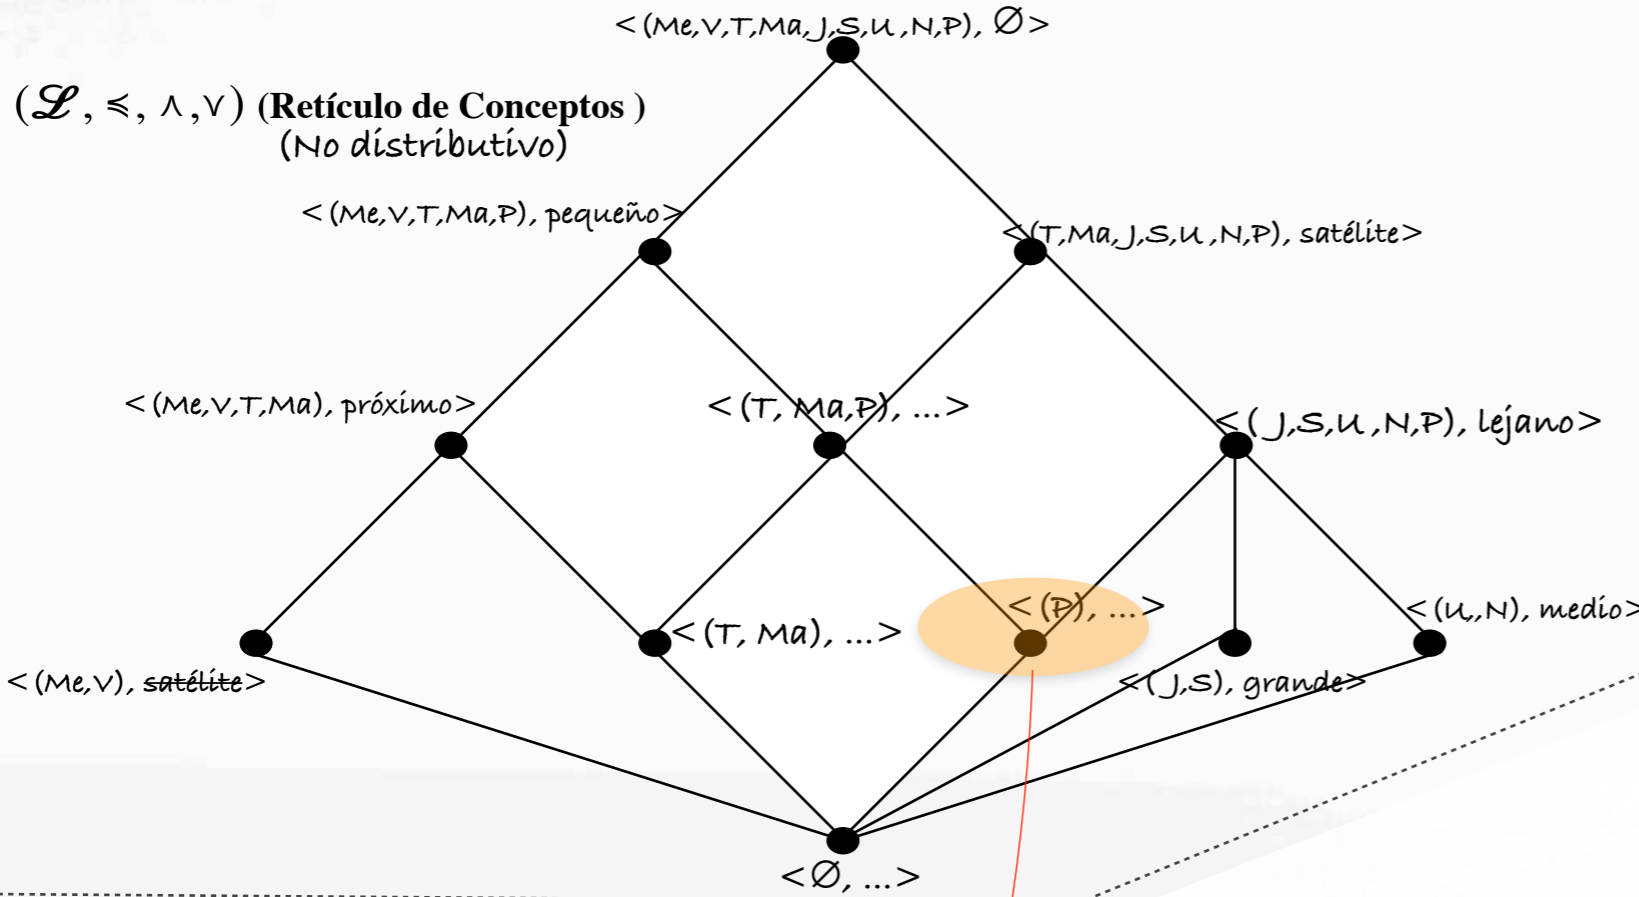 <(Me,V,T,Ma,J,S,U,N,P), ∅>
(ℒ, ≼, ∧,∨) (Retículo de Conceptos )
(No distributivo)
<(Me,V,T,Ma,P), pequeño>
<(T,Ma,J,S,U,N,P), satélite>
<(Me,V,T,Ma), próximo>
<(T, Ma,P), ...>
<( J,S,U,N,P), lejano>
<(P), ...>
<(U,,N), medio>
<(T, Ma), ...>
<(Me,V), satélite>
<( J,S), grande>
<∅, ...>